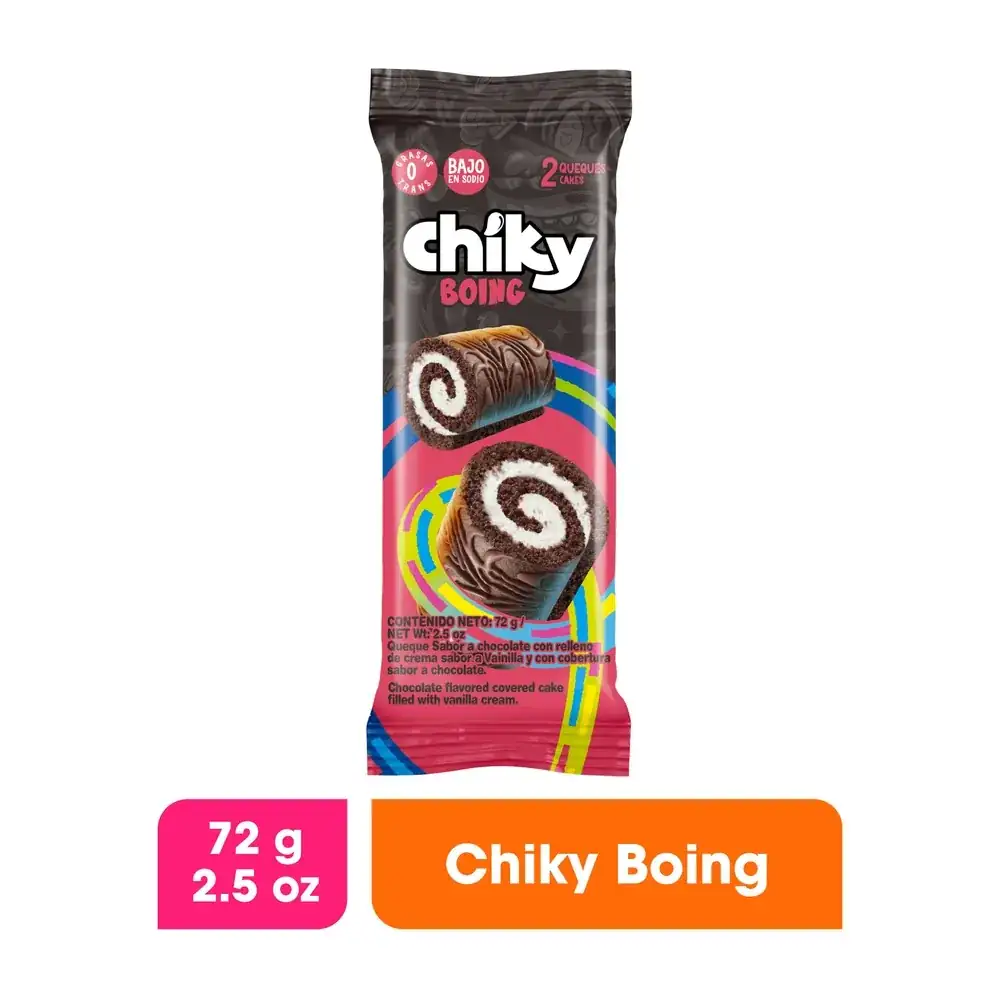 GRASAS
0
TRANS
BAJO
EN SODIO
2 QUEQUES
CAKES
chiky
BOING
CONTENIDO NETO: 72 g /
NET Wt: 2.5 oz
Queque Sabor a chocolate con relleno
de crema sabor a Vainilla y con cobertura
sabor a chocolate.
Chocolate flavored covered cake
filled with vanilla cream.
72 g
2.5 oz
Chiky Boing